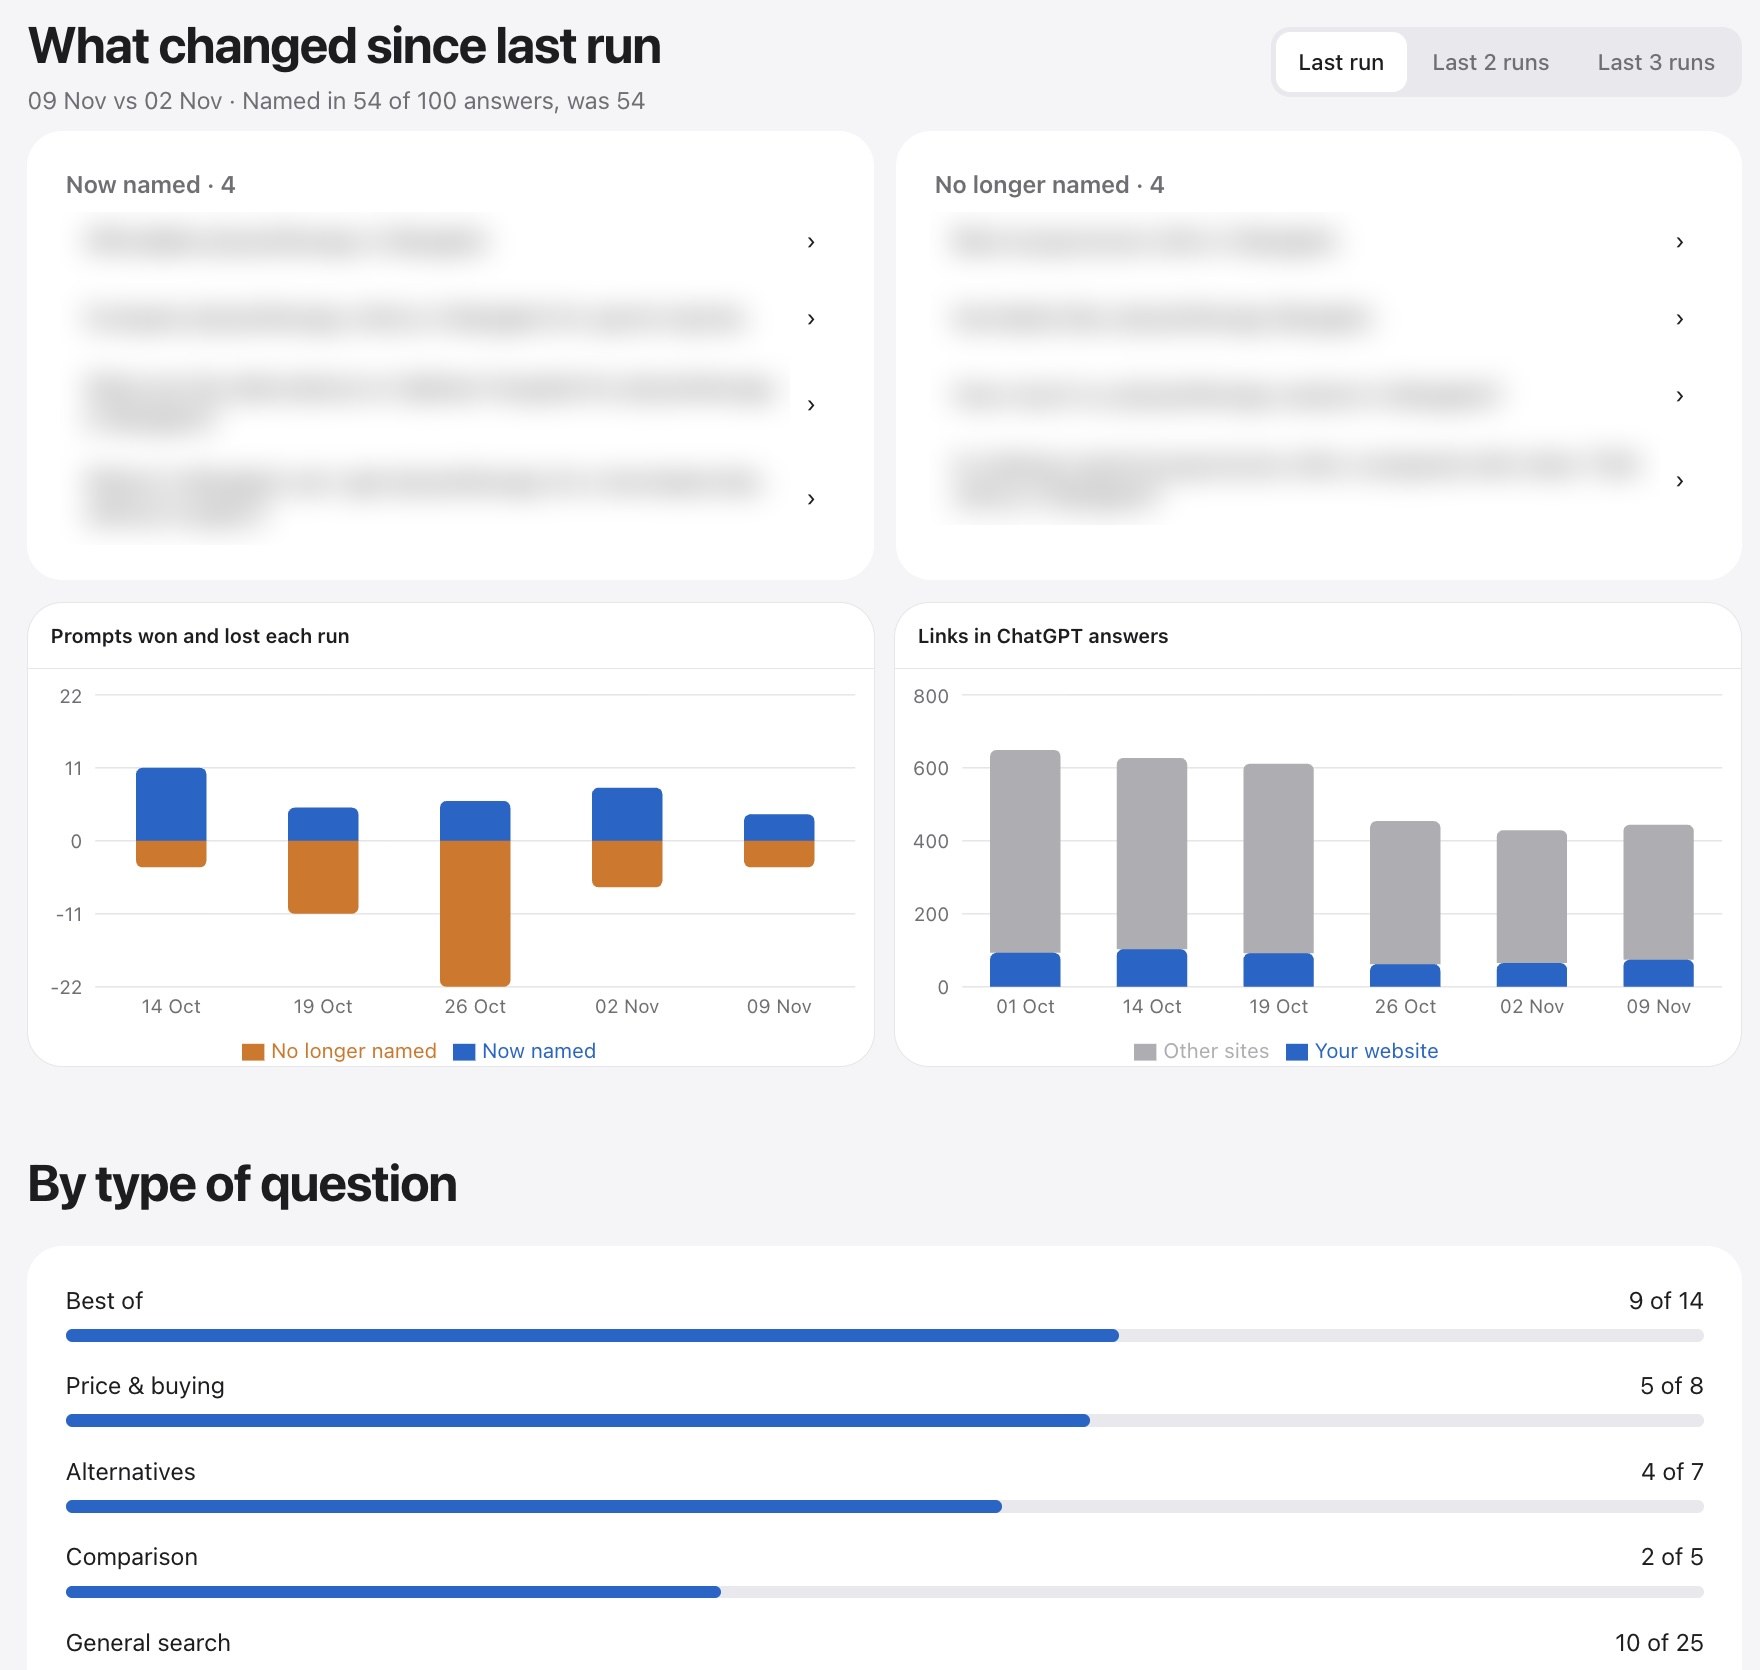 What changed since last run
Last run
Last 2 runs
Last 3 runs
09 Nov vs 02 Nov · Named in 54 of 100 answers, was 54
Now named · 4
No longer named · 4
Prompts won and lost each run
22
11
0
-11
-22
14 Oct
19 Oct
26 Oct
02 Nov
09 Nov
No longer named
Now named
Links in ChatGPT answers
800
600
400
200
0
01 Oct
14 Oct
19 Oct
26 Oct
02 Nov
09 Nov
Other sites
Your website
By type of question
Best of
9 of 14
Price & buying
5 of 8
Alternatives
4 of 7
Comparison
2 of 5
General search
10 of 25